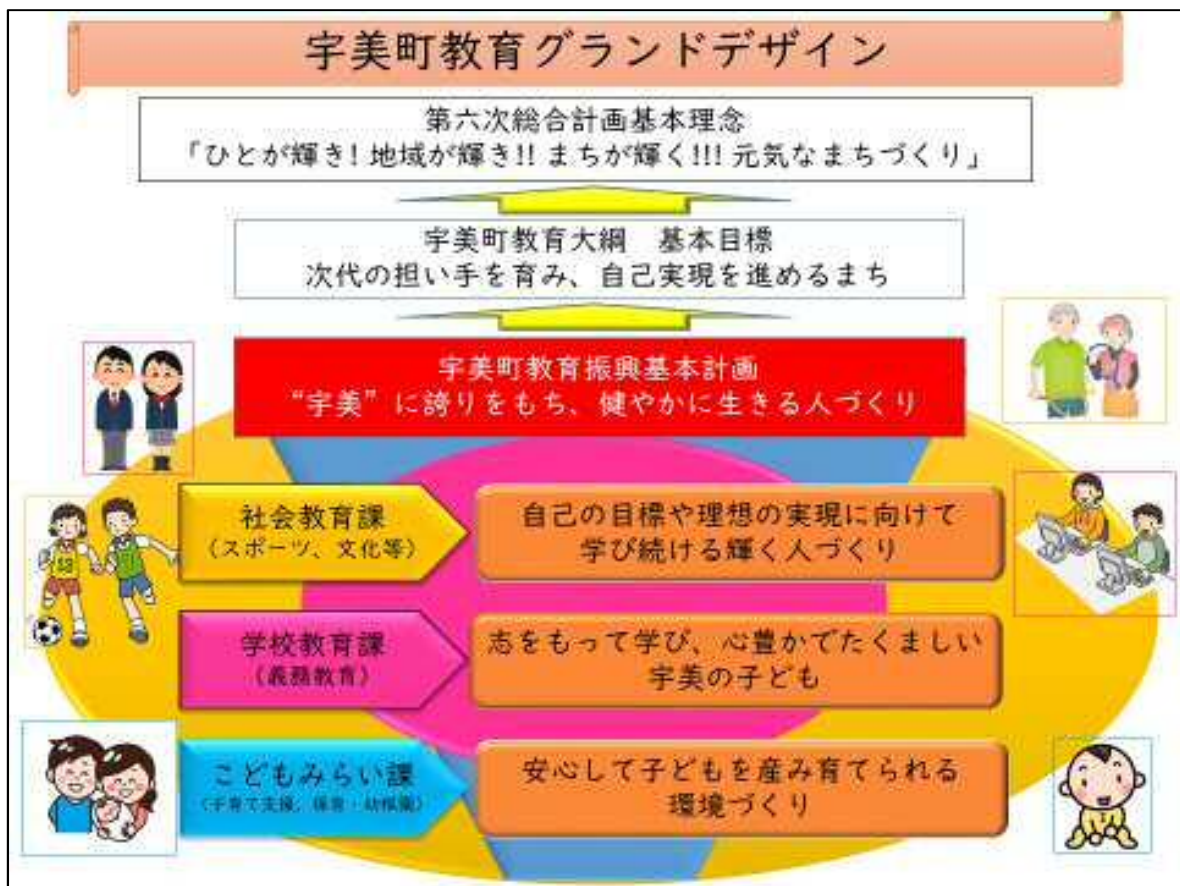 宇美町教育グランドデザイン
第六次総合計画基本理念
「ひとが輝き! 地域が輝き!! まちが輝く!!! 元気なまちづくり」
宇美町教育大綱　基本目標
次代の担い手を育み、自己実現を進めるまち
宇美町教育振興基本計画
“宇美” に誇りをもち、健やかに生きる人づくり
社会教育課
（スポーツ、文化等）
自己の目標や理想の実現に向けて
学び続ける輝く人づくり
学校教育課
（義務教育）
志をもって学び、心豊かでたくましい
宇美の子ども
こどもみらい課
（子育て支援、保育・幼稚園）
安心して子どもを産み育てられる
環境づくり